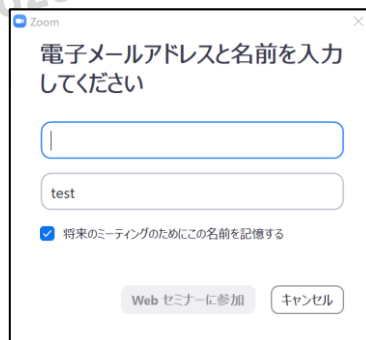 Zoom
電子メールアドレスと名前を入力
してください
test
将来のミーティングのためにこの名前を記憶する
Web セミナーに参加
キャンセル